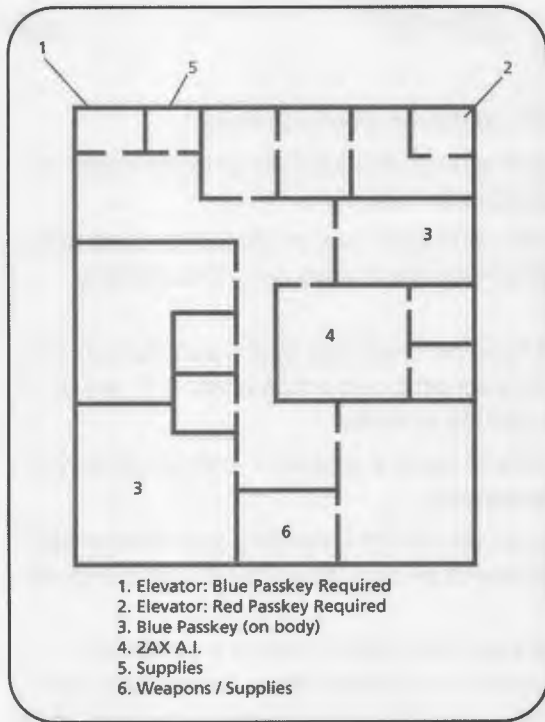 1
5
2
3
4
3
6
1. Elevator: Blue Passkey Required
2. Elevator: Red Passkey Required
3. Blue Passkey (on body)
4. 2AX A.I.
5. Supplies
6. Weapons / Supplies